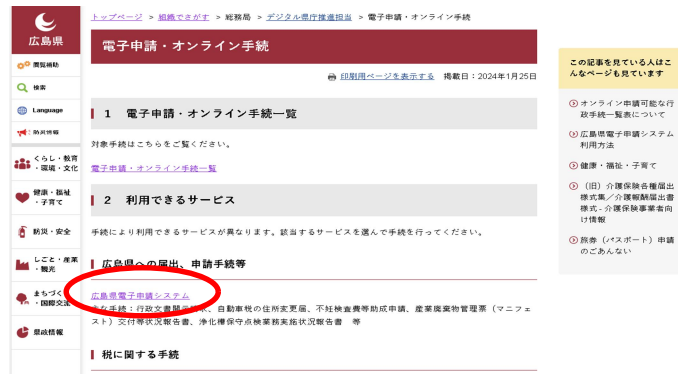 広島県
閲覧補助
検索
Language
防災情報
くらし・教育
・環境・文化
健康・福祉
・子育て
防災・安全
しごと・産業
・観光
まちづくり
・国際交流
県政情報
トップページ > 組織でさがす > 総務局 > デジタル県庁推進担当 > 電子申請・オンライン手続
電子申請・オンライン手続
印刷用ページを表示する 掲載日：2024年1月25日
1 電子申請・オンライン手続一覧
対象手続はこちらをご覧ください。
電子申請・オンライン手続一覧
2 利用できるサービス
手続により利用できるサービスが異なります。該当するサービスを選んで手続を行ってください。
広島県への届出、申請手続等
広島県電子申請システム
主な手続：行政文書開示請求、自動車税の住所変更届、不妊検査費等助成申請、産業廃棄物管理票（マニフェ
スト）交付等状況報告書、浄化槽保守点検業務実施状況報告書 等
税に関する手続
この記事を見ている人はこ
んなページも見ています
オンライン申請可能な行
政手続一覧表について
広島県電子申請システム
利用方法
健康・福祉・子育て
（旧）介護保険各種届出
様式集／介護報酬届出書
様式 - 介護保険事業者向
け情報
旅券（パスポート）申請
のごあんない